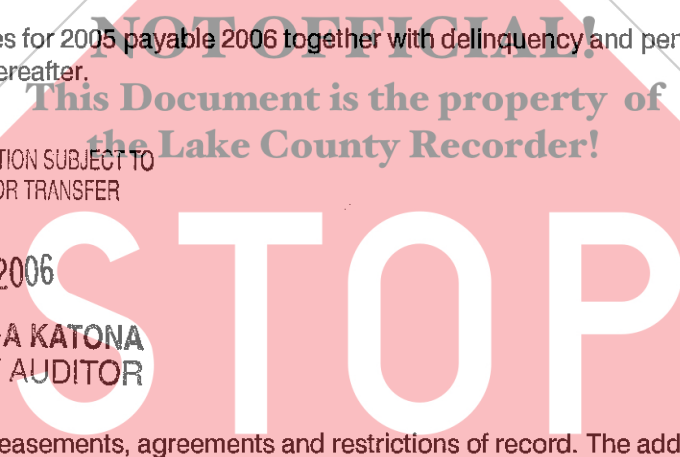 NOT OFFICIAL!
es for 2005 payable 2006 together with delinquency and pen
ereafter.
This Document is the property of
the Lake County Recorder!
TION SUBJECT TO
OR TRANSFER
2006
A KATONA
AUDITOR
STOP
easements, agreements and restrictions of record. The add